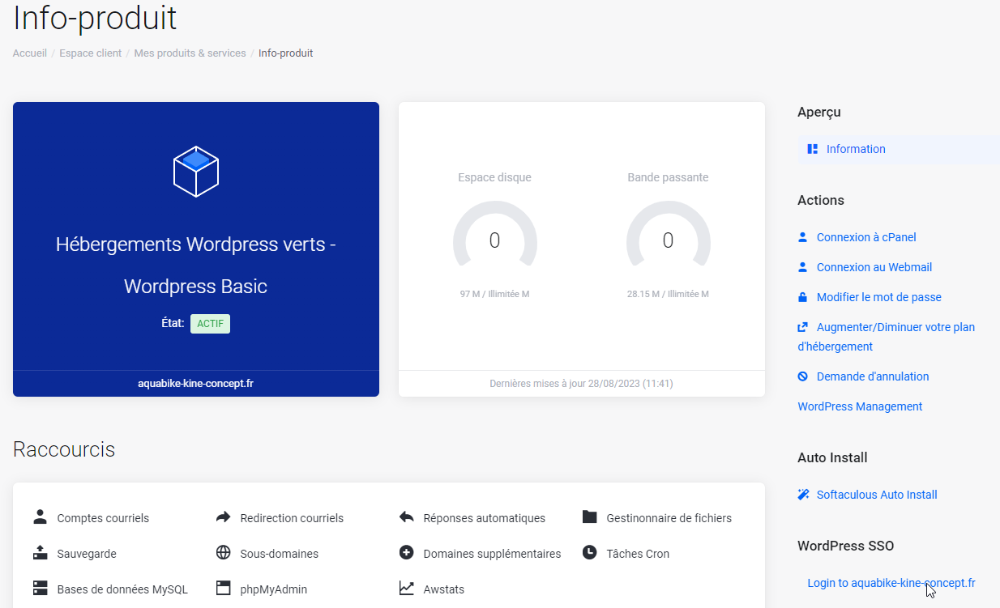 Info-produit
Accueil / Espace client / Mes produits & services / Info-produit
Hébergements Wordpress verts -
Wordpress Basic
État: ACTIF
aquabike-kine-concept.fr
Espace disque
0
97 M / Illimitée M
Bande passante
0
28.15 M / Illimitée M
Dernières mises à jour 28/08/2023 (11:41)
Raccourcis
Comptes courriels
Redirection courriels
Réponses automatiques
Gestinonnaire de fichiers
Sauvegarde
Sous-domaines
Domaines supplémentaires
Tâches Cron
Bases de données MySQL
phpMyAdmin
Awstats
Aperçu
Information
Actions
Connexion à cPanel
Connexion au Webmail
Modifier le mot de passe
Augmenter/Diminuer votre plan
d'hébergement
Demande d'annulation
WordPress Management
Auto Install
Softaculous Auto Install
WordPress SSO
Login to aquabike-kine-concept.fr